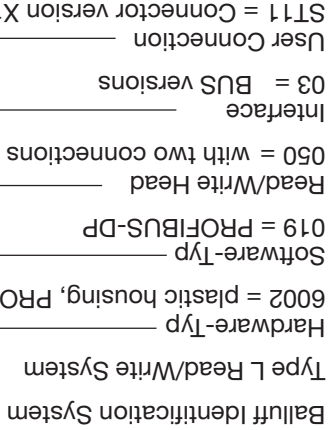 Balluff Identification System
Type L Read/Write System
Hardware-Typ
6002 = plastic housing, PRO
Software-Typ
019 = PROFIBUS-DP
Read/Write Head
050 = with two connections
Interface
03 = BUS versions
User Connection
ST11 = Connector version X